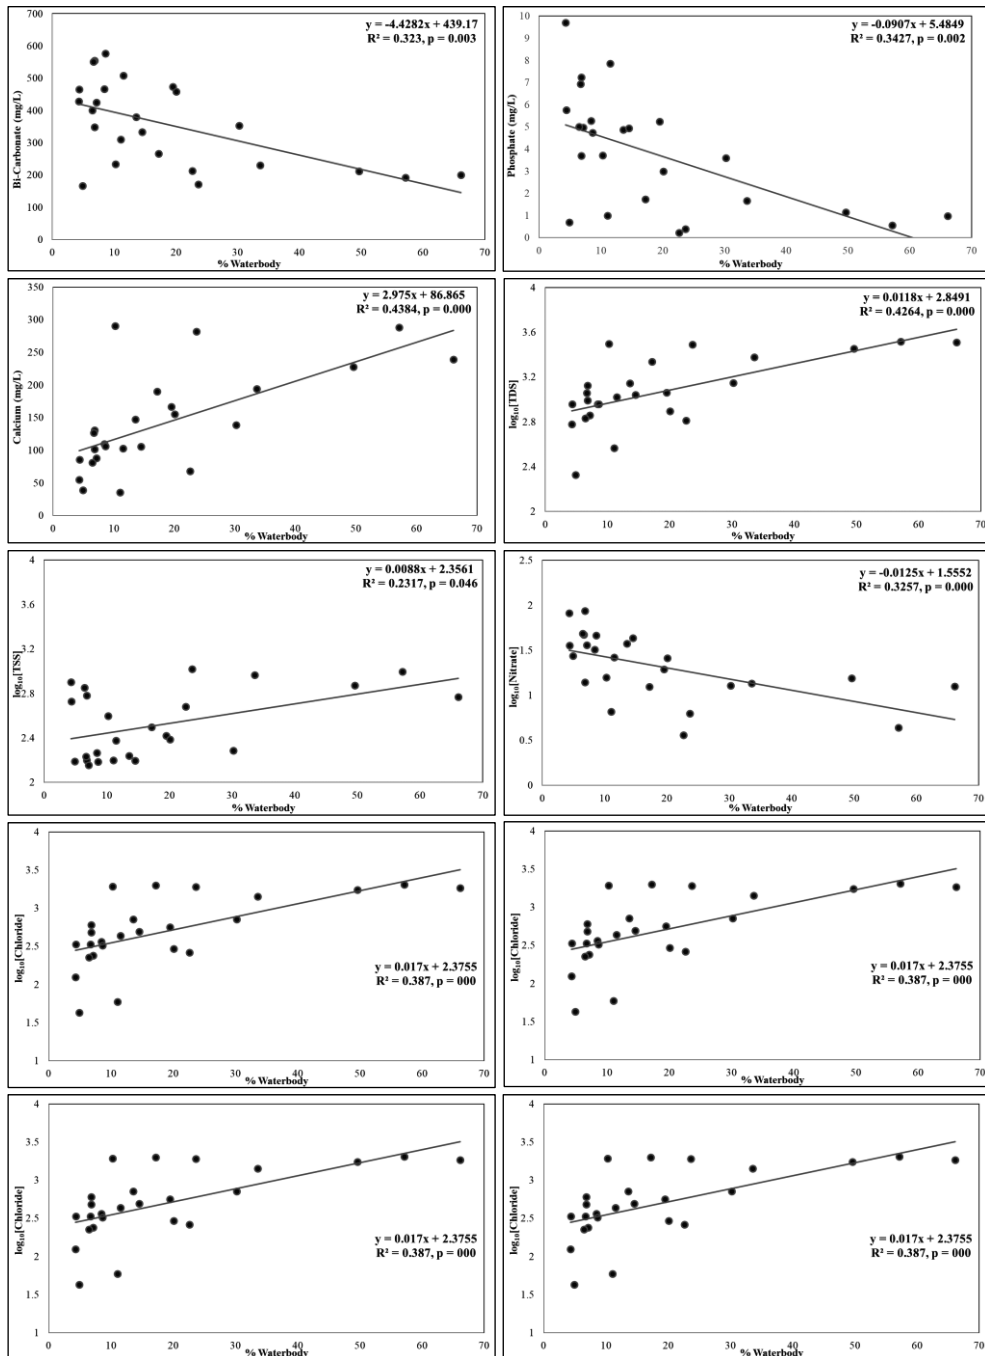 y = -4.4282x + 439.17
R² = 0.323, p = 0.003
Bi-Carbonate (mg/L)
700
600
500
400
300
200
100
0
0 10 20 30 40 50 60 70
% Waterbody
y = -0.0907x + 5.4849
R² = 0.3427, p = 0.002
Phosphate (mg/L)
10
9
8
7
6
5
4
3
2
1
0
0 10 20 30 40 50 60 70
% Waterbody
y = 2.975x + 86.865
R² = 0.4384, p = 0.000
Calcium (mg/L)
350
300
250
200
150
100
50
0
0 10 20 30 40 50 60 70
% Waterbody
y = 0.0118x + 2.8491
R² = 0.4264, p = 0.000
log₁₀[TDS]
4
3.6
3.2
2.8
2.4
2
0 10 20 30 40 50 60 70
% Waterbody
y = 0.0088x + 2.3561
R² = 0.2317, p = 0.046
log₁₀[TSS]
4
3.6
3.2
2.8
2.4
2
0 10 20 30 40 50 60 70
% Waterbody
y = -0.0125x + 1.5552
R² = 0.3257, p = 0.000
log₁₀[Nitrate]
2.5
2
1.5
1
0.5
0
0 10 20 30 40 50 60 70
% Waterbody
log₁₀[Chloride]
4
3.5
3
2.5
2
1.5
1
y = 0.017x + 2.3755
R² = 0.387, p = 000
0 10 20 30 40 50 60 70
% Waterbody
log₁₀[Chloride]
4
3.5
3
2.5
2
1.5
1
y = 0.017x + 2.3755
R² = 0.387, p = 000
0 10 20 30 40 50 60 70
% Waterbody
log₁₀[Chloride]
4
3.5
3
2.5
2
1.5
1
y = 0.017x + 2.3755
R² = 0.387, p = 000
0 10 20 30 40 50 60 70
% Waterbody
log₁₀[Chloride]
4
3.5
3
2.5
2
1.5
1
y = 0.017x + 2.3755
R² = 0.387, p = 000
0 10 20 30 40 50 60 70
% Waterbody